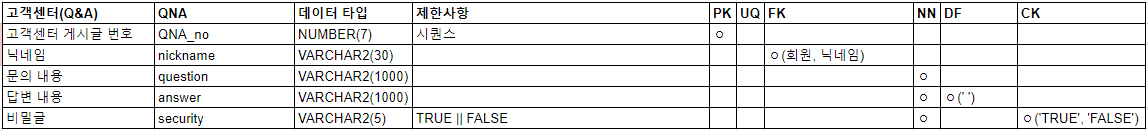 고객센터(Q&A) QNA 데이터 타입 제한사항 PK UQ FK NN DF CK
고객센터 게시글 번호 QNA_no NUMBER(7) 시퀀스 ㅇ
닉네임 nickname VARCHAR2(30) ㅇ(회원, 닉네임)
문의 내용 question VARCHAR2(1000) ㅇ
답변 내용 answer VARCHAR2(1000) ㅇ ㅇ(' ')
비밀글 security VARCHAR2(5) TRUE || FALSE ㅇ ㅇ('TRUE', 'FALSE')